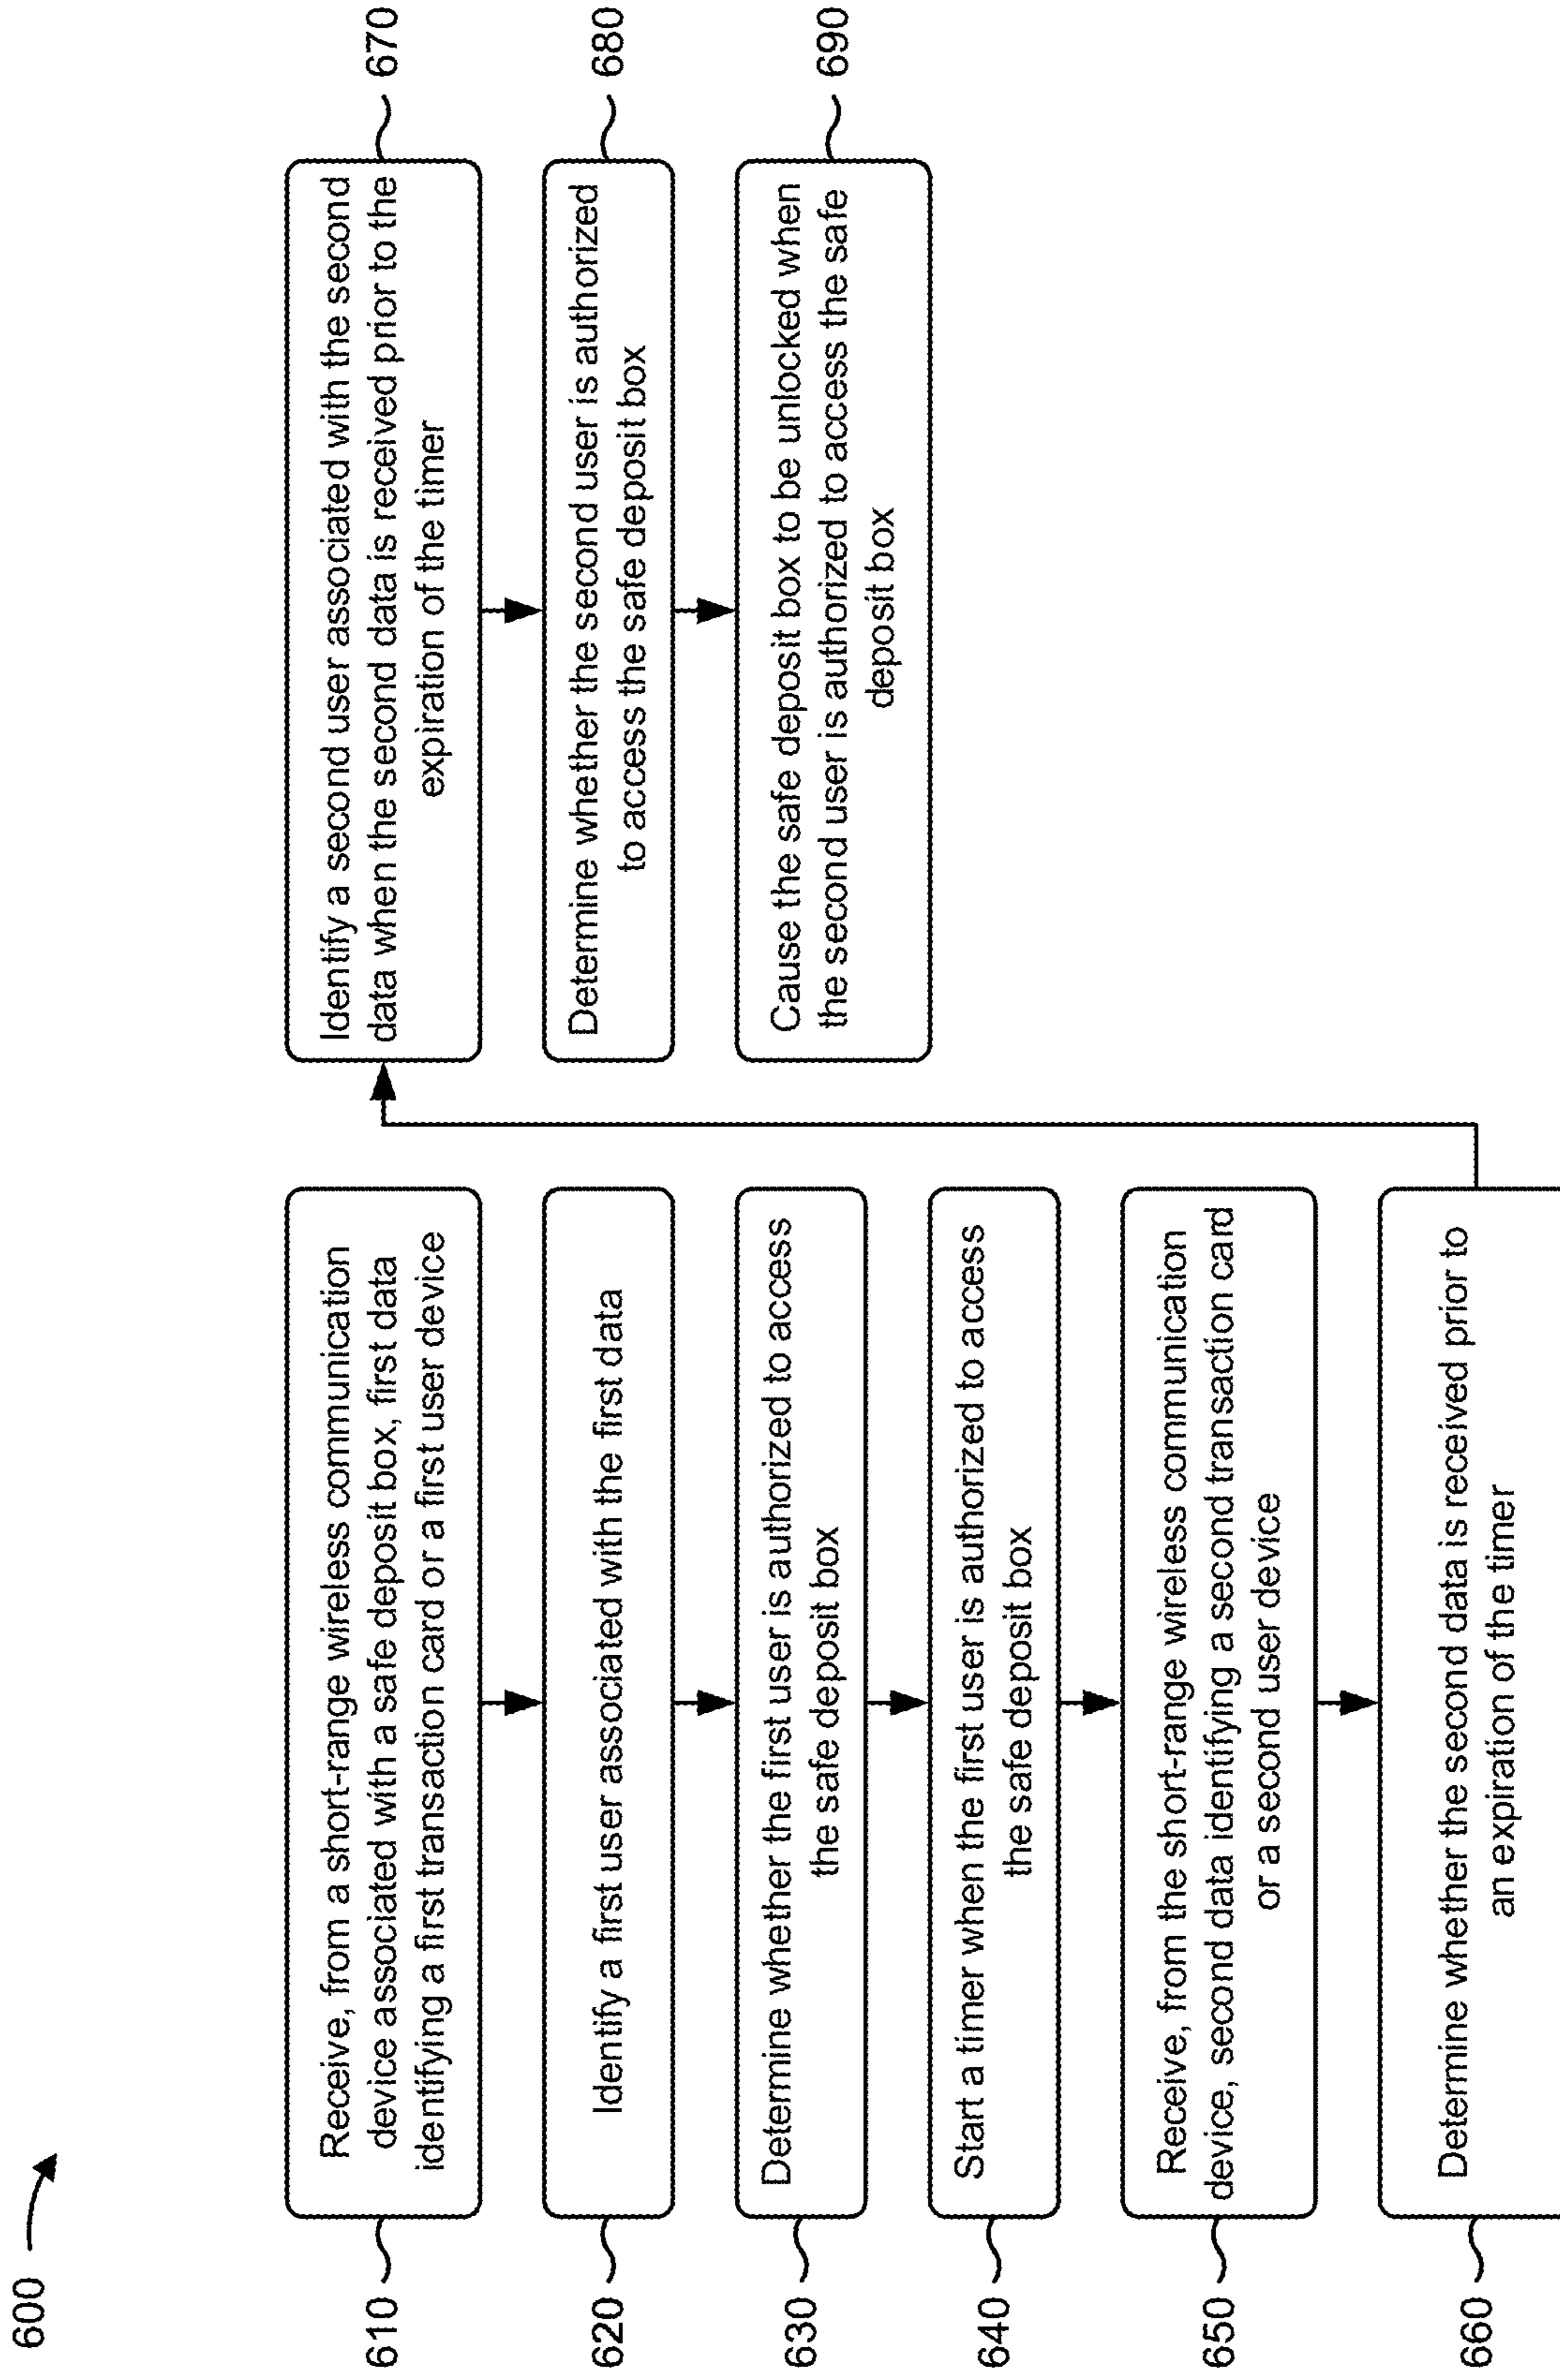 600
610
Receive, from a short-range wireless communication
device associated with a safe deposit box, first data
identifying a first transaction card or a first user device
620
Identify a first user associated with the first data
630
Determine whether the first user is authorized to access
the safe deposit box
640
Start a timer when the first user is authorized to access
the safe deposit box
650
Receive, from the short-range wireless communication
device, second data identifying a second transaction card
or a second user device
660
Determine whether the second data is received prior to
an expiration of the timer
670
Identify a second user associated with the second
data when the second data is received prior to the
expiration of the timer
680
Determine whether the second user is authorized
to access the safe deposit box
690
Cause the safe deposit box to be unlocked when
the second user is authorized to access the safe
deposit box